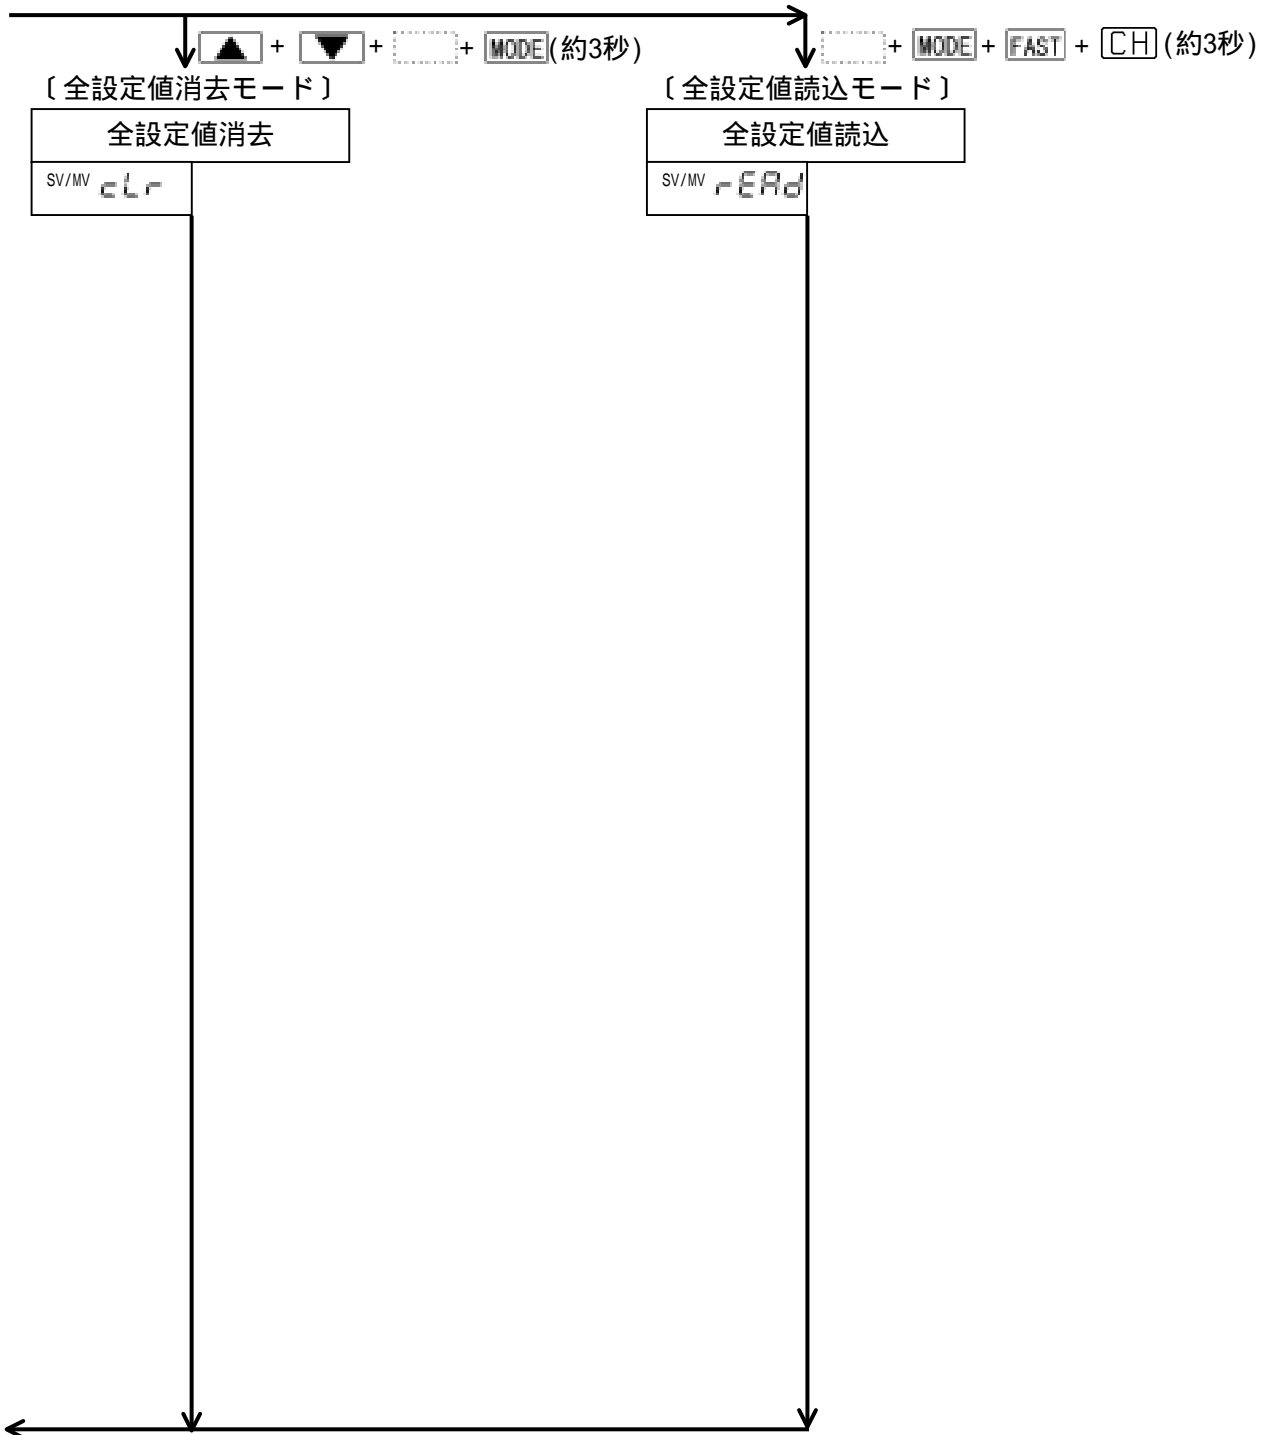 ▲ + ▼ + + MODE (約3秒)
+ MODE + FAST + CH (約3秒)
〔全設定値消去モード〕
〔全設定値読込モード〕
全設定値消去
全設定値読込
SV/MV cLr
SV/MV rEAd